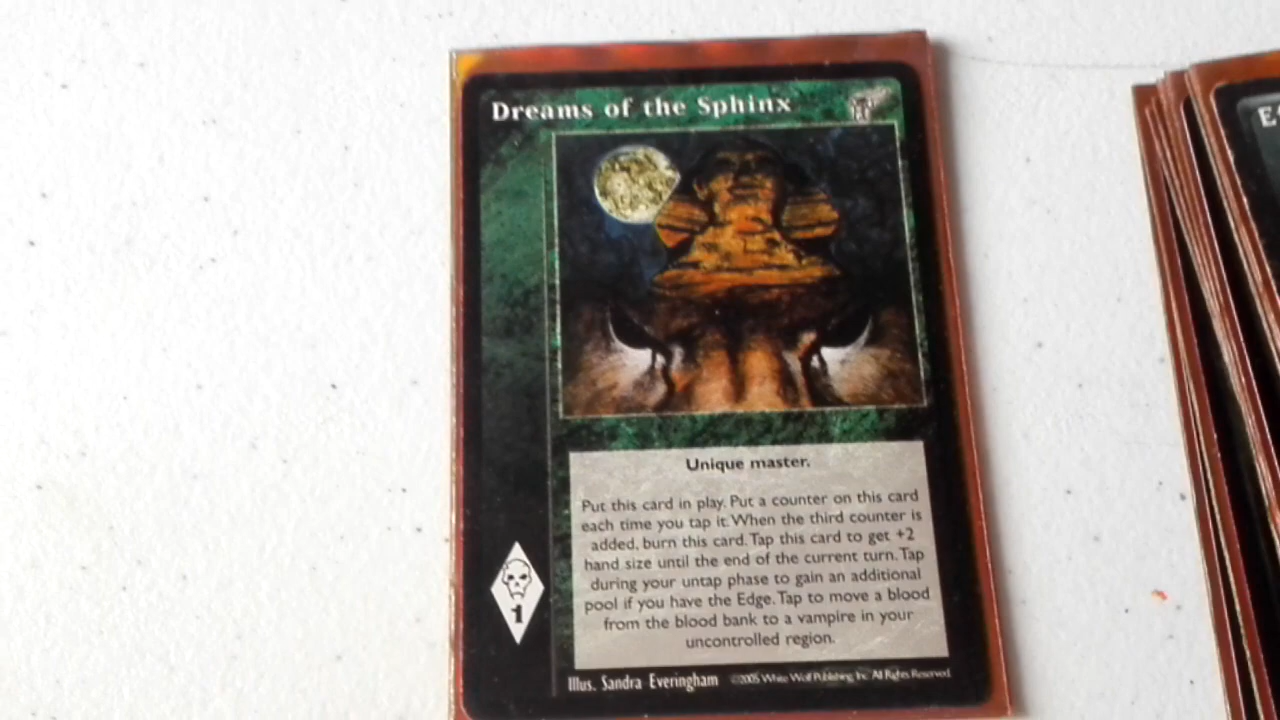 Dreams of the Sphinx
Unique master.
Put this card in play. Put a counter on this card
each time you tap it. When the third counter is
added, burn this card. Tap this card to get +2
hand size until the end of the current turn. Tap
during your untap phase to gain an additional
pool if you have the Edge. Tap to move a blood
from the blood bank to a vampire in your
uncontrolled region.
1
Illus. Sandra Everingham ©2005 White Wolf Publishing, Inc. All Rights Reserved.